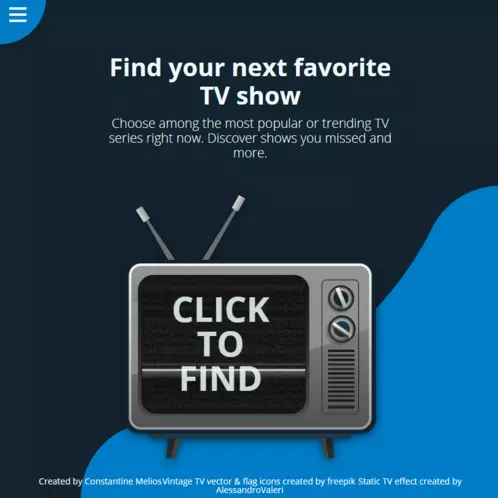 Find your next favorite
TV show
Choose among the most popular or trending TV
series right now. Discover shows you missed and
more.
CLICK
TO
FIND
Created by Constantine Melios Vintage TV vector & flag icons created by freepik Static TV effect created by
AlessandroValeri